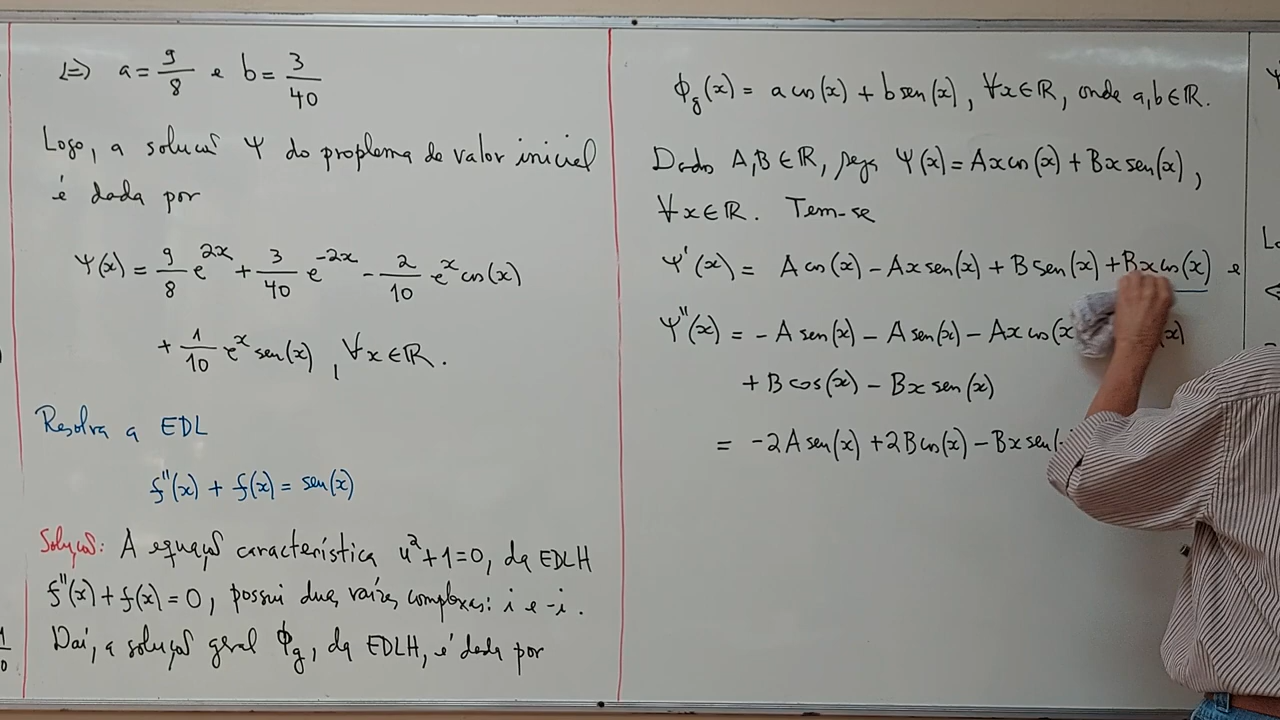 ⟺ a = 9/8 e b = 3/40
Logo, a solução Ψ do proplema de valor inicial
é dada por
Ψ(x) = 9/8 e^{2x} + 3/40 e^{-2x} - 2/10 e^x cos(x)
+ 1/10 e^x sen(x), ∀x∈ℝ.
Resolva a EDL
f''(x) + f(x) = sen(x)
Solução: A equação característica u²+1=0, da EDLH
f''(x) + f(x) = 0, possui duas raízes complexas: i e -i.
Daí, a solução geral ϕ_g, da EDLH, é dada por
ϕ_g(x) = a cos(x) + b sen(x), ∀x∈ℝ, onde a,b∈ℝ.
Dados A,B∈ℝ, seja Ψ(x) = Ax cos(x) + Bx sen(x),
∀x∈ℝ. Tem-se
Ψ'(x) = A cos(x) - Ax sen(x) + B sen(x) + Bx cos(x) e
Ψ''(x) = - A sen(x) - A sen(x) - Ax cos(x
(x)
+ B cos(x) - Bx sen(x)
= -2A sen(x) + 2B cos(x) - Bx sen(